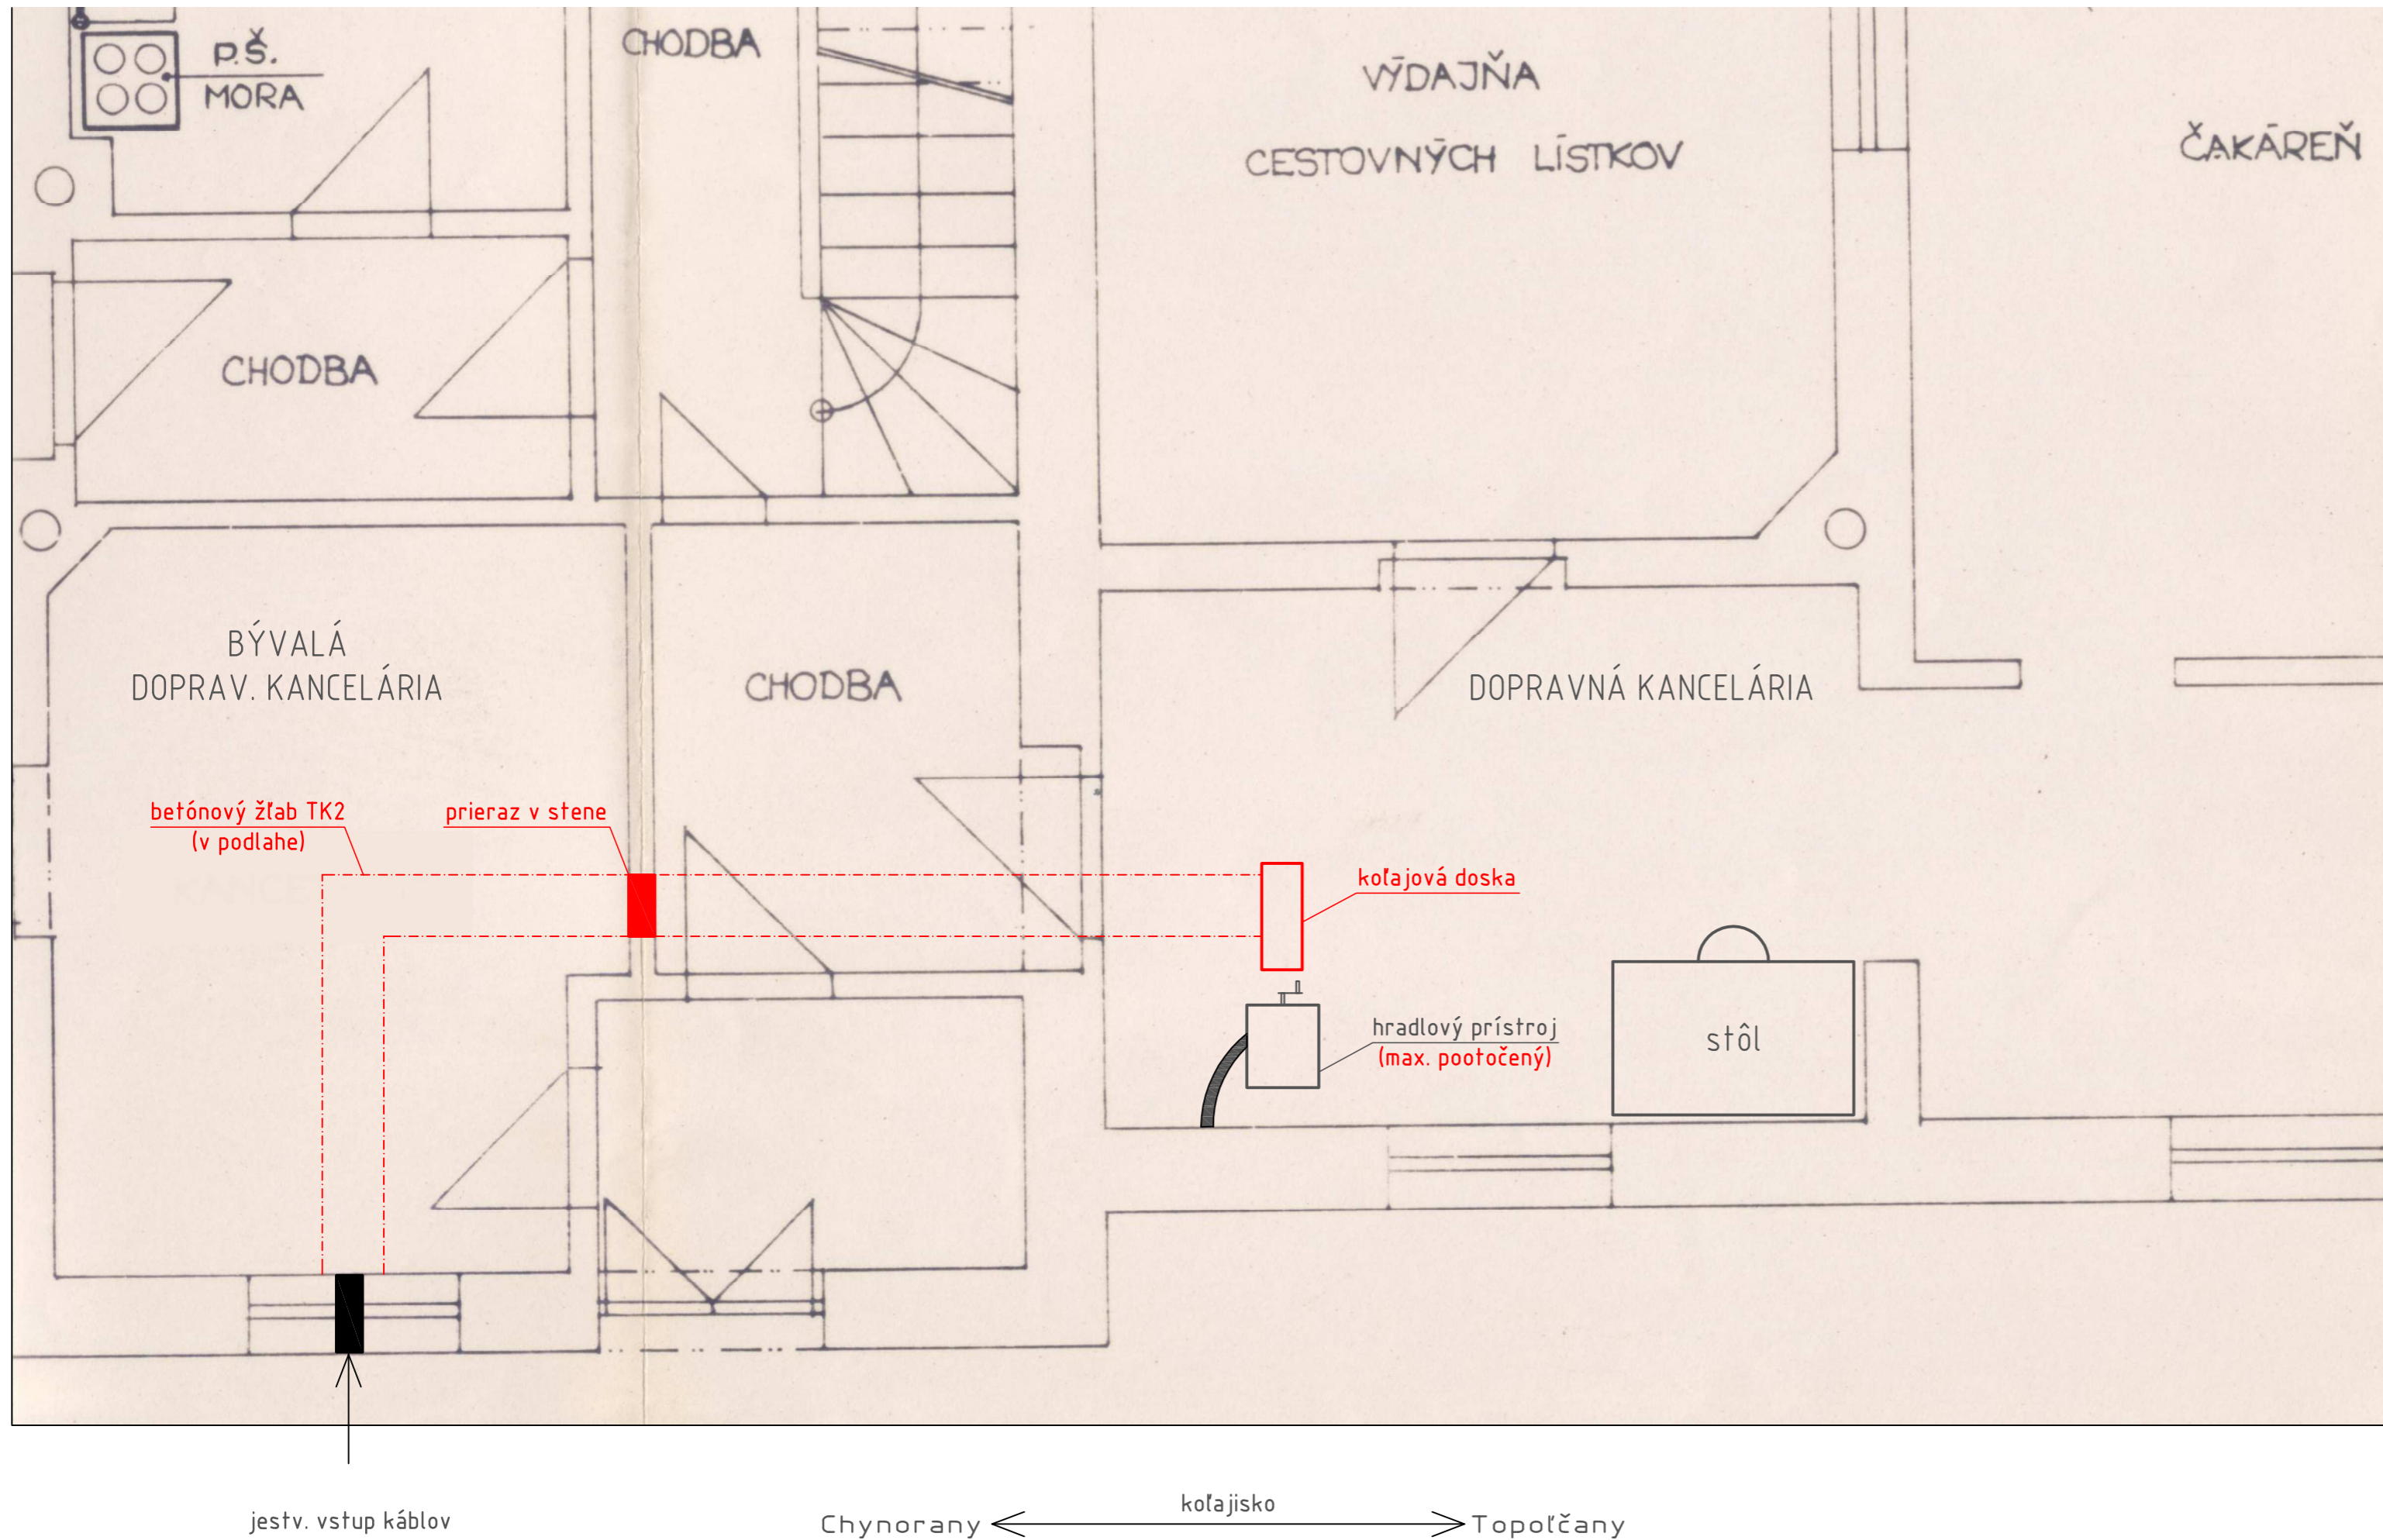 P.Š.
MORA
CHODBA
VÝDAJŇA
CESTOVNÝCH LÍSTKOV
ČAKÁREŇ
CHODBA
BÝVALÁ
DOPRAV. KANCELÁRIA
CHODBA
DOPRAVNÁ KANCELÁRIA
betónový žľab TK2
(v podlahe)
prieraz v stene
koľajová doska
hradlový prístroj
(max. pootočený)
stôl
jestv. vstup káblov
koľajisko
Chynorany
Topoľčany